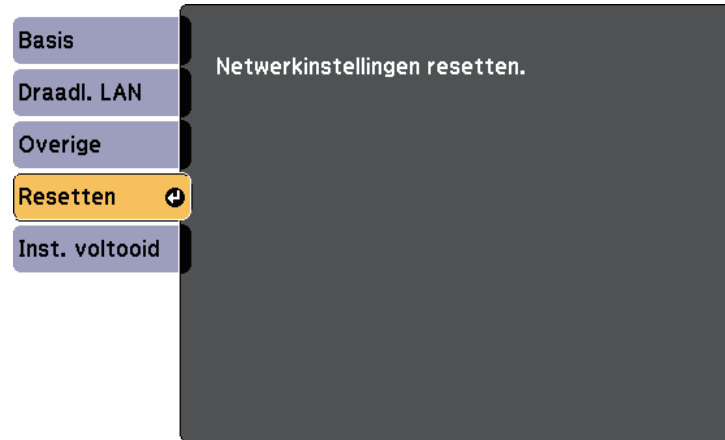 Basis
Netwerkinstellingen resetten.
Draadl. LAN
Overige
Resetten
Inst. voltooid